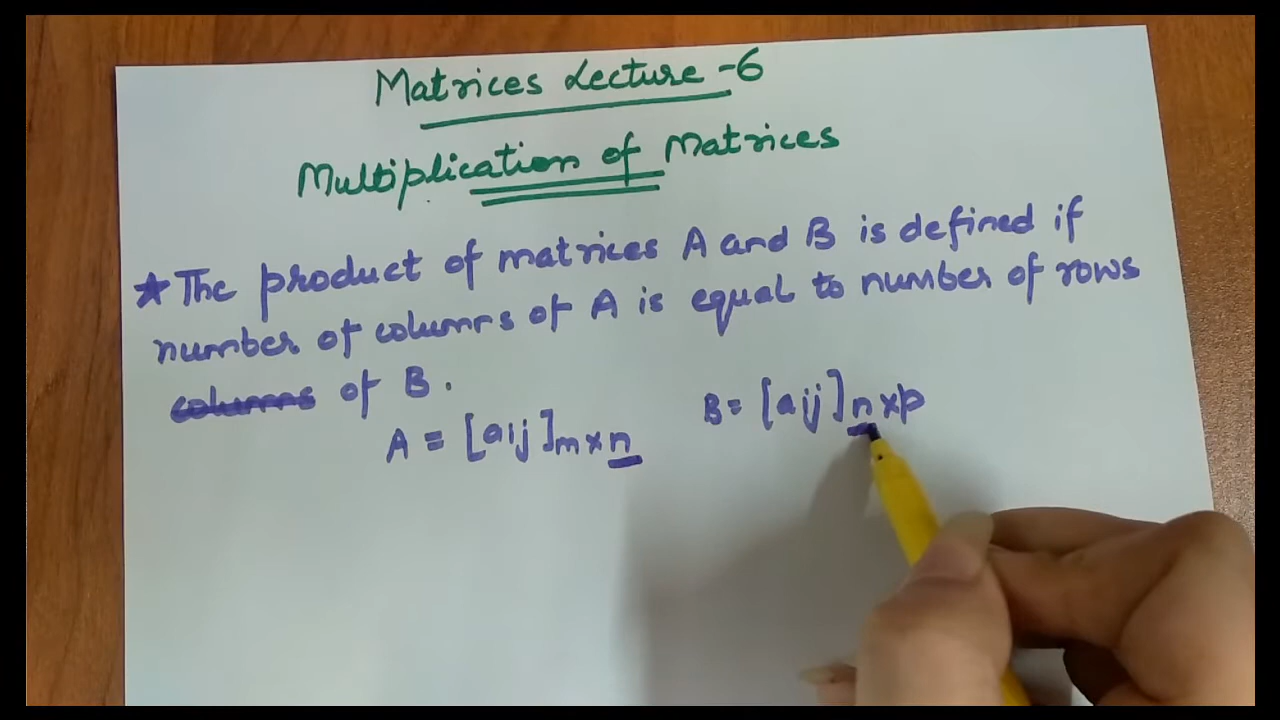 Matrices Lecture -6
Multiplication of Matrices
★ The product of matrices A and B is defined if
number of columns of A is equal to number of rows
columns of B.
A = [aij]m×n B = [aij]n×p